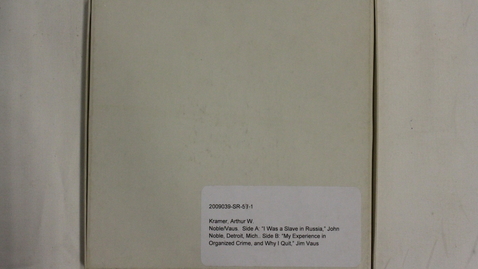 2009039-SR-53-1
Kramer, Arthur W.
Noble/Vaus. Side A: "I Was a Slave in Russia," John
Noble, Detroit, Mich.. Side B: "My Experience in
Organized Crime, and Why I Quit," Jim Vaus